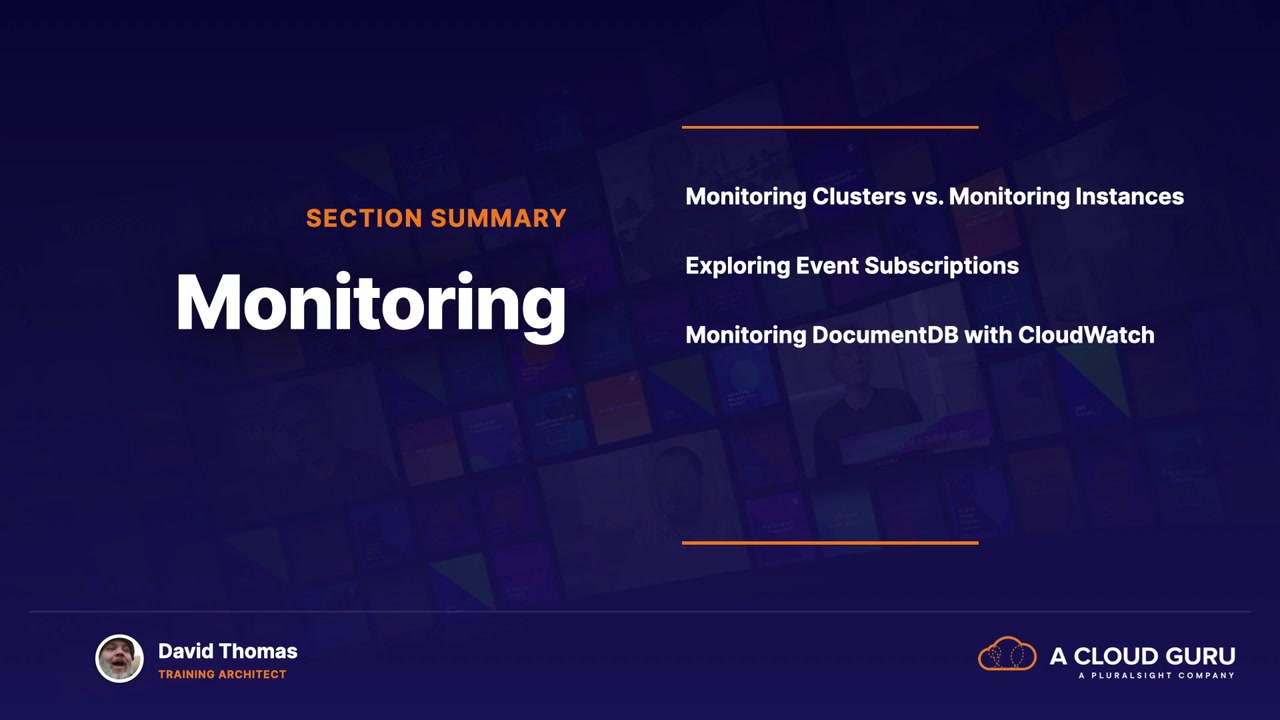 SECTION SUMMARY
Monitoring
Monitoring Clusters vs. Monitoring Instances
Exploring Event Subscriptions
Monitoring DocumentDB with CloudWatch
David Thomas
TRAINING ARCHITECT
A CLOUD GURU
A PLURALSIGHT COMPANY